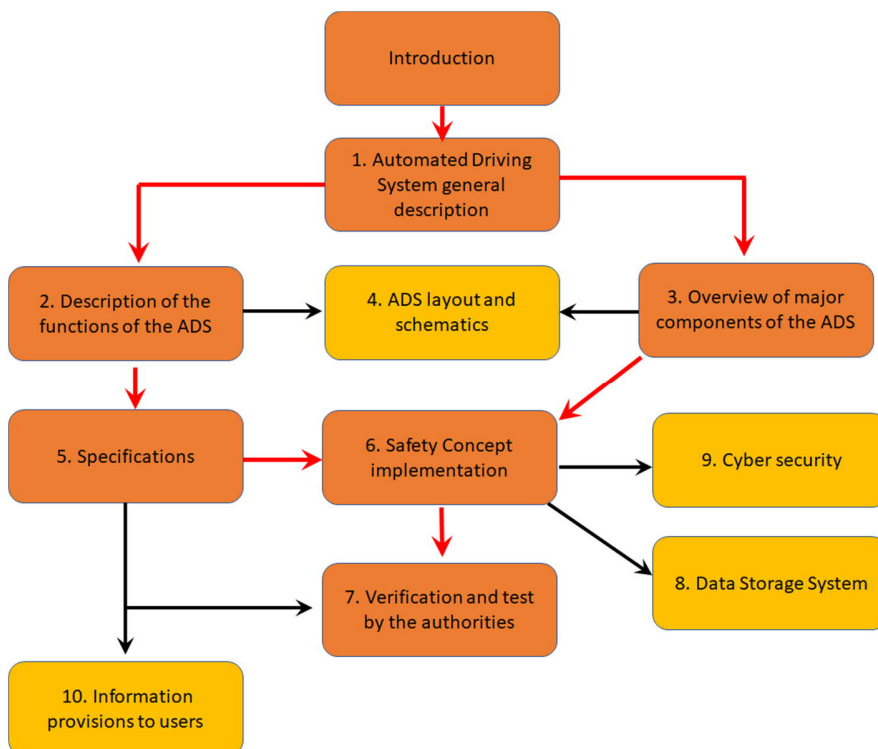 Introduction
1. Automated Driving
System general
description
2. Description of the
functions of the ADS
4. ADS layout and
schematics
3. Overview of major
components of the ADS
5. Specifications
6. Safety Concept
implementation
9. Cyber security
7. Verification and test
by the authorities
8. Data Storage System
10. Information
provisions to users